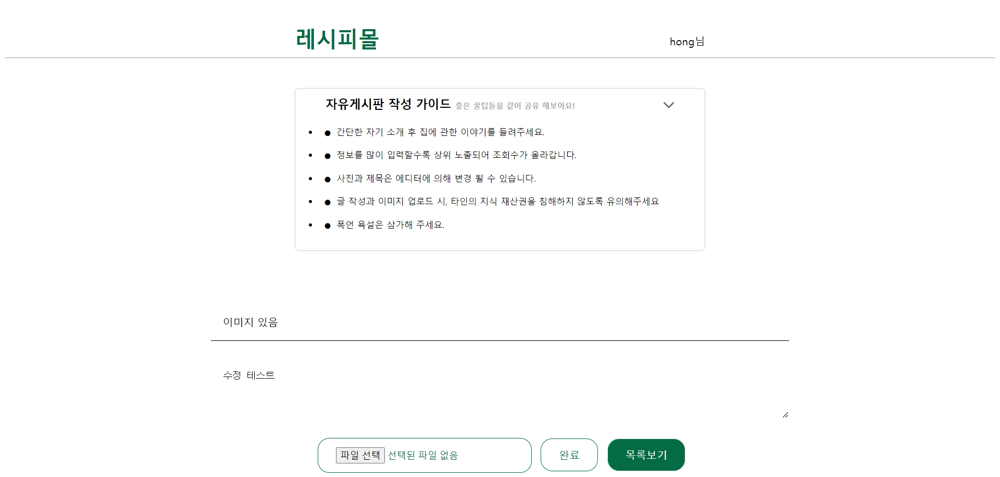 레시피몰
hong님
자유게시판 작성 가이드 좋은 꿀팁들을 같이 공유 해보아요!
• ● 간단한 자기 소개 후 집에 관한 이야기를 들려주세요.
• ● 정보를 많이 입력할수록 상위 노출되어 조회수가 올라갑니다.
• ● 사진과 제목은 에디터에 의해 변경 될 수 있습니다.
• ● 글 작성과 이미지 업로드 시, 타인의 지식 재산권을 침해하지 않도록 유의해주세요
• ● 폭언 욕설은 삼가해 주세요.
이미지 있음
수정 테스트
파일 선택 선택된 파일 없음
완료
목록보기